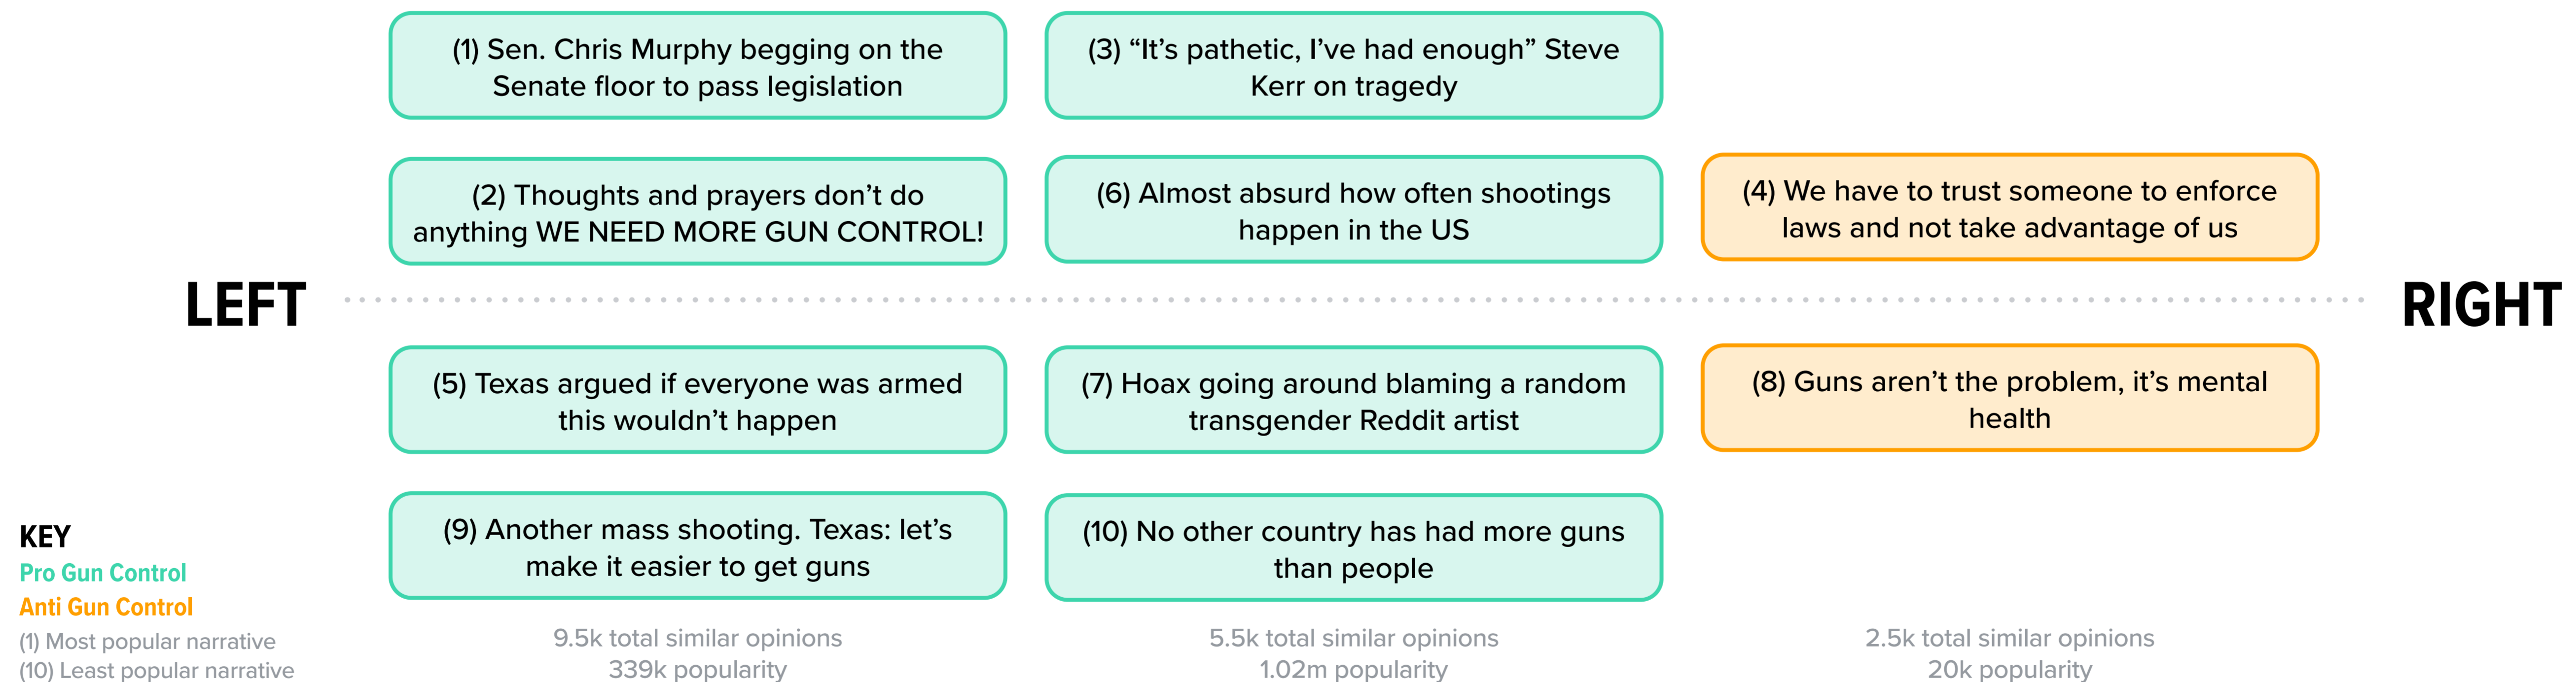 (1) Sen. Chris Murphy begging on the
Senate floor to pass legislation
(3) “It’s pathetic, I’ve had enough” Steve
Kerr on tragedy
(2) Thoughts and prayers don’t do
anything WE NEED MORE GUN CONTROL!
(6) Almost absurd how often shootings
happen in the US
(4) We have to trust someone to enforce
laws and not take advantage of us
LEFT
RIGHT
(5) Texas argued if everyone was armed
this wouldn’t happen
(7) Hoax going around blaming a random
transgender Reddit artist
(8) Guns aren’t the problem, it’s mental
health
(9) Another mass shooting. Texas: let’s
make it easier to get guns
(10) No other country has had more guns
than people
KEY
Pro Gun Control
Anti Gun Control
(1) Most popular narrative
(10) Least popular narrative
9.5k total similar opinions
339k popularity
5.5k total similar opinions
1.02m popularity
2.5k total similar opinions
20k popularity